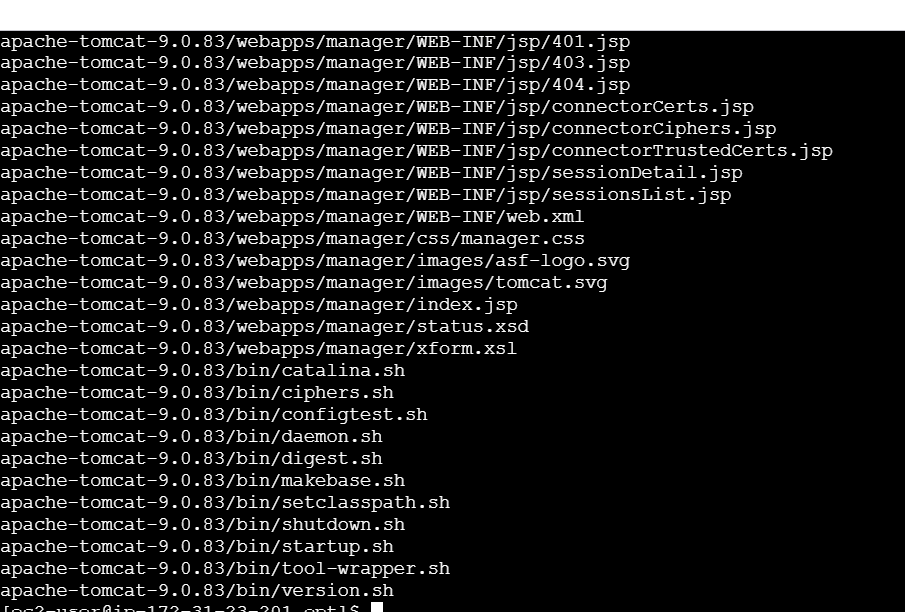 apache-tomcat-9.0.83/webapps/manager/WEB-INF/jsp/401.jsp
apache-tomcat-9.0.83/webapps/manager/WEB-INF/jsp/403.jsp
apache-tomcat-9.0.83/webapps/manager/WEB-INF/jsp/404.jsp
apache-tomcat-9.0.83/webapps/manager/WEB-INF/jsp/connectorCerts.jsp
apache-tomcat-9.0.83/webapps/manager/WEB-INF/jsp/connectorCiphers.jsp
apache-tomcat-9.0.83/webapps/manager/WEB-INF/jsp/connectorTrustedCerts.jsp
apache-tomcat-9.0.83/webapps/manager/WEB-INF/jsp/sessionDetail.jsp
apache-tomcat-9.0.83/webapps/manager/WEB-INF/jsp/sessionsList.jsp
apache-tomcat-9.0.83/webapps/manager/WEB-INF/web.xml
apache-tomcat-9.0.83/webapps/manager/css/manager.css
apache-tomcat-9.0.83/webapps/manager/images/asf-logo.svg
apache-tomcat-9.0.83/webapps/manager/images/tomcat.svg
apache-tomcat-9.0.83/webapps/manager/index.jsp
apache-tomcat-9.0.83/webapps/manager/status.xsd
apache-tomcat-9.0.83/webapps/manager/xform.xsl
apache-tomcat-9.0.83/bin/catalina.sh
apache-tomcat-9.0.83/bin/ciphers.sh
apache-tomcat-9.0.83/bin/configtest.sh
apache-tomcat-9.0.83/bin/daemon.sh
apache-tomcat-9.0.83/bin/digest.sh
apache-tomcat-9.0.83/bin/makebase.sh
apache-tomcat-9.0.83/bin/setclasspath.sh
apache-tomcat-9.0.83/bin/shutdown.sh
apache-tomcat-9.0.83/bin/startup.sh
apache-tomcat-9.0.83/bin/tool-wrapper.sh
apache-tomcat-9.0.83/bin/version.sh
[ec2-user@ip-172-31-23-201 opt]$